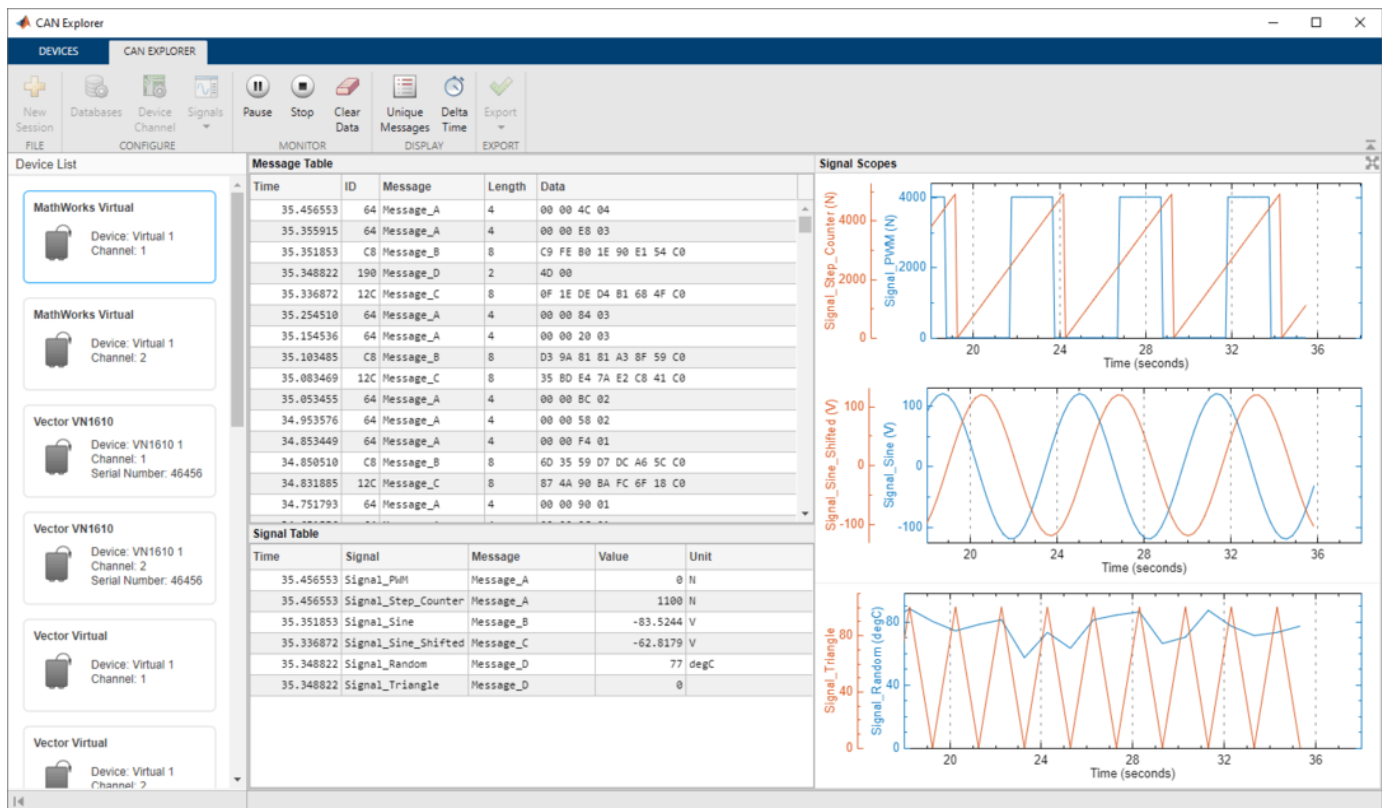 CAN Explorer
DEVICES CAN EXPLORER
New Session Databases Device Channel Signals Pause Stop Clear Data Unique Messages Delta Time Export
FILE CONFIGURE MONITOR DISPLAY EXPORT
Device List
MathWorks Virtual
Device: Virtual 1
Channel: 1
MathWorks Virtual
Device: Virtual 1
Channel: 2
Vector VN1610
Device: VN1610 1
Channel: 1
Serial Number: 46456
Vector VN1610
Device: VN1610 1
Channel: 2
Serial Number: 46456
Vector Virtual
Device: Virtual 1
Channel: 1
Vector Virtual
Device: Virtual 1
Channel: 2
Message Table
Time ID Message Length Data
35.456553 64 Message_A 4 00 00 4C 04
35.355915 64 Message_A 4 00 00 E8 03
35.351853 C8 Message_B 8 C9 FE B0 1E 90 E1 54 C0
35.348822 190 Message_D 2 4D 00
35.336872 12C Message_C 8 0F 1E DE D4 B1 68 4F C0
35.254510 64 Message_A 4 00 00 84 03
35.154536 64 Message_A 4 00 00 20 03
35.103485 C8 Message_B 8 D3 9A 81 81 A3 8F 59 C0
35.083469 12C Message_C 8 35 BD E4 7A E2 C8 41 C0
35.053455 64 Message_A 4 00 00 BC 02
34.953576 64 Message_A 4 00 00 58 02
34.853449 64 Message_A 4 00 00 F4 01
34.850510 C8 Message_B 8 6D 35 59 D7 DC A6 5C C0
34.831885 12C Message_C 8 87 4A 90 BA FC 6F 18 C0
34.751793 64 Message_A 4 00 00 90 01
Signal Table
Time Signal Message Value Unit
35.456553 Signal_PWM Message_A 0 N
35.456553 Signal_Step_Counter Message_A 1100 N
35.351853 Signal_Sine Message_B -83.5244 V
35.336872 Signal_Sine_Shifted Message_C -62.8179 V
35.348822 Signal_Random Message_D 77 degC
35.348822 Signal_Triangle Message_D 0
Signal Scopes
Signal_Step_Counter (N)
4000
2000
0
Signal_PWM (N)
4000
2000
0
20 24 28 32 36
Time (seconds)
Signal_Sine_Shifted (V)
100
0
-100
Signal_Sine (V)
100
0
-100
20 24 28 32 36
Time (seconds)
Signal_Triangle
80
40
0
Signal_Random (degC)
80
40
0
20 24 28 32 36
Time (seconds)